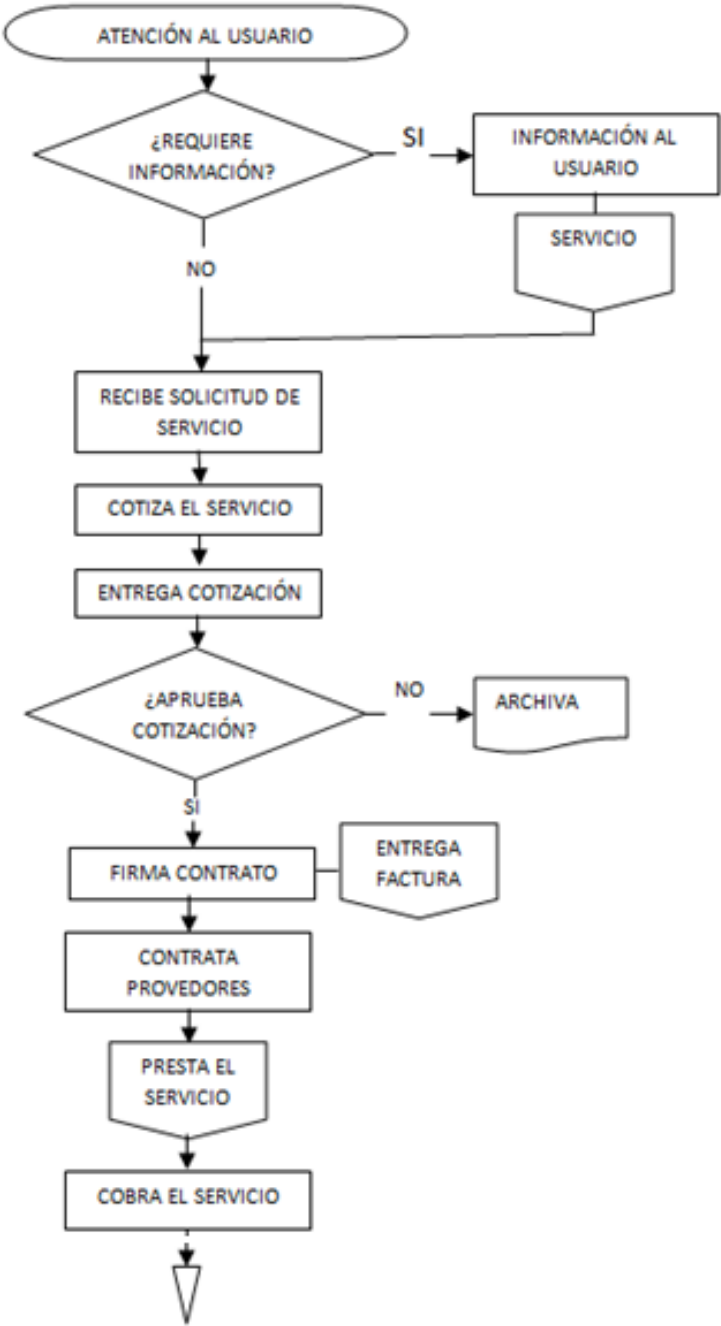 ATENCIÓN AL USUARIO
¿REQUIERE
INFORMACIÓN?
SI
INFORMACIÓN AL
USUARIO
SERVICIO
NO
RECIBE SOLICITUD DE
SERVICIO
COTIZA EL SERVICIO
ENTREGA COTIZACIÓN
¿APRUEBA
COTIZACIÓN?
NO
ARCHIVA
SI
FIRMA CONTRATO
ENTREGA
FACTURA
CONTRATA
PROVEDORES
PRESTA EL
SERVICIO
COBRA EL SERVICIO